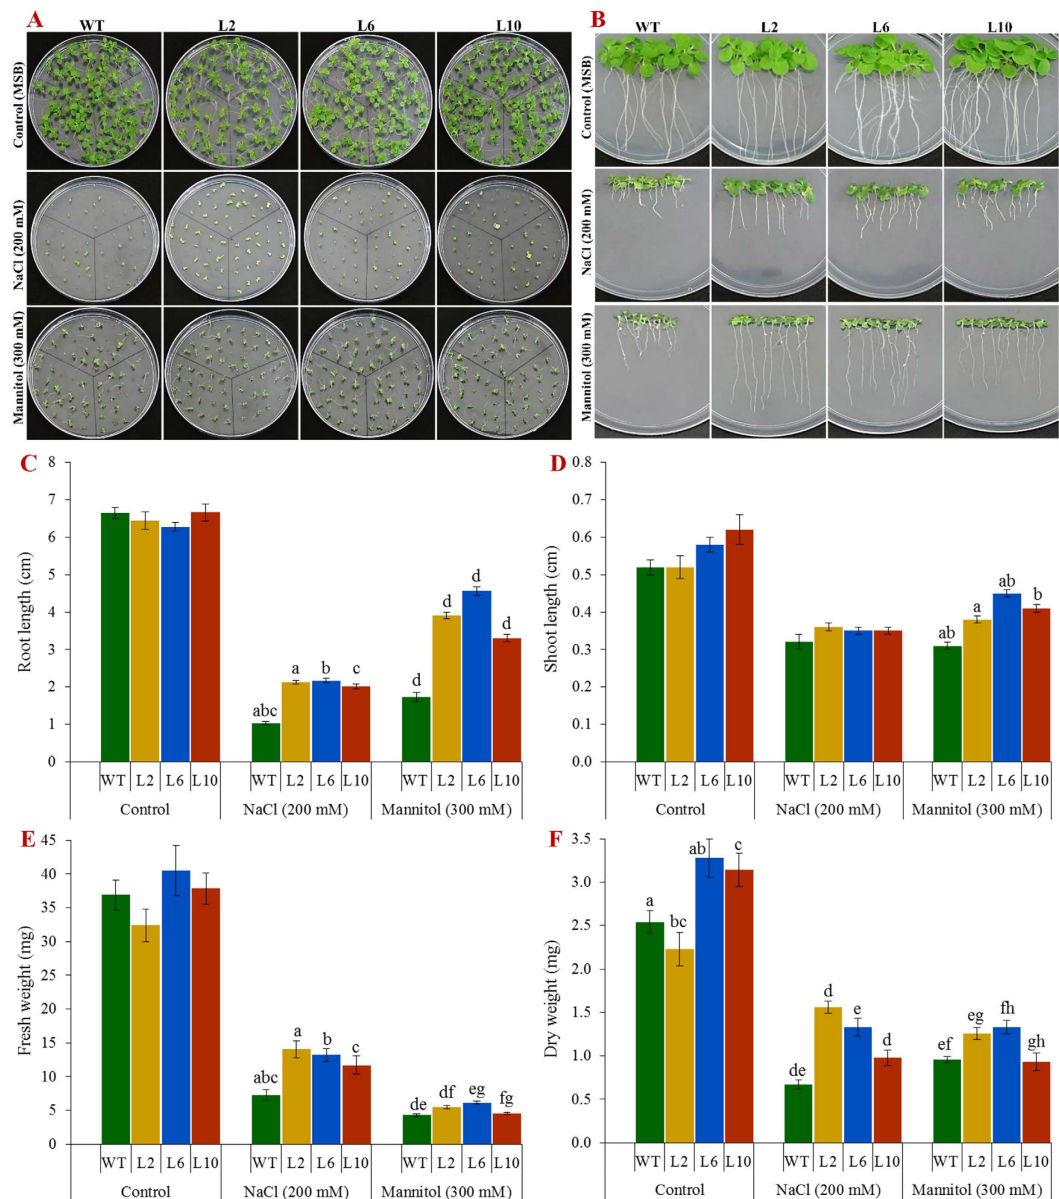 A
WT L2 L6 L10
Control (MSB)
NaCl (200 mM)
Mannitol (300 mM)
B
WT L2 L6 L10
Control (MSB)
NaCl (200 mM)
Mannitol (300 mM)
C
Root length (cm)
8
7
6
5
4
3
2
1
0
abc a b c
d d d d
WT L2 L6 L10 WT L2 L6 L10 WT L2 L6 L10
Control NaCl (200 mM) Mannitol (300 mM)
D
Shoot length (cm)
0.8
0.7
0.6
0.5
0.4
0.3
0.2
0.1
0.0
ab a ab b
WT L2 L6 L10 WT L2 L6 L10 WT L2 L6 L10
Control NaCl (200 mM) Mannitol (300 mM)
E
Fresh weight (mg)
45
40
35
30
25
20
15
10
5
0
abc a b c
de df eg fg
WT L2 L6 L10 WT L2 L6 L10 WT L2 L6 L10
Control NaCl (200 mM) Mannitol (300 mM)
F
Dry weight (mg)
3.5
3.0
2.5
2.0
1.5
1.0
0.5
0.0
a bc ab c
de d e d
ef eg fh gh
WT L2 L6 L10 WT L2 L6 L10 WT L2 L6 L10
Control NaCl (200 mM) Mannitol (300 mM)